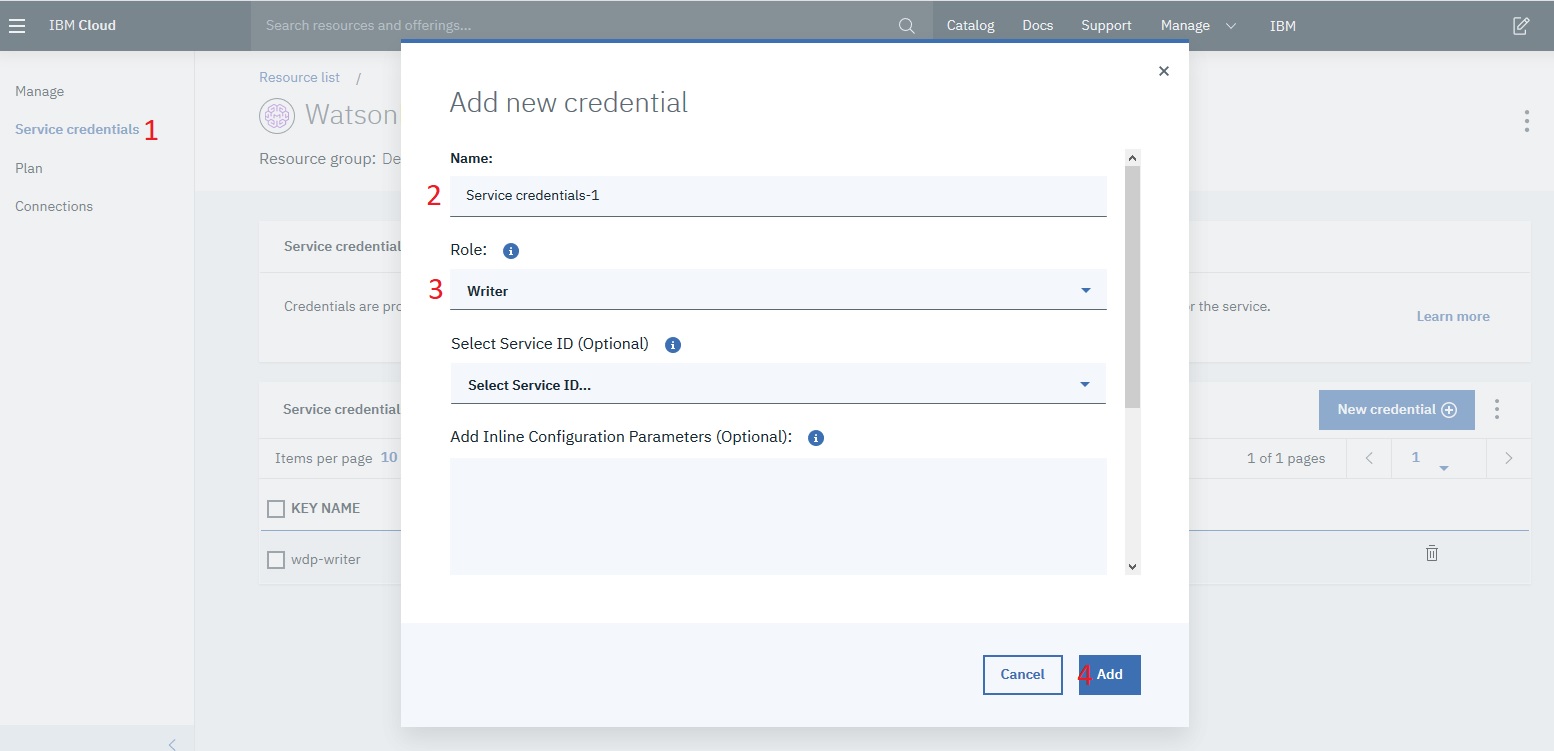 IBM Cloud
Search resources and offerings...
Catalog Docs Support Manage IBM
Manage
Service credentials 1
Plan
Connections
Resource list /
Watson
Resource group: De
Service credential
Credentials are pro
r the service.
Learn more
Service credential
New credential
Items per page 10
1 of 1 pages
1
KEY NAME
wdp-writer
Add new credential
Name:
2 Service credentials-1
Role:
3 Writer
Select Service ID (Optional)
Select Service ID...
Add Inline Configuration Parameters (Optional):
Cancel
4 Add